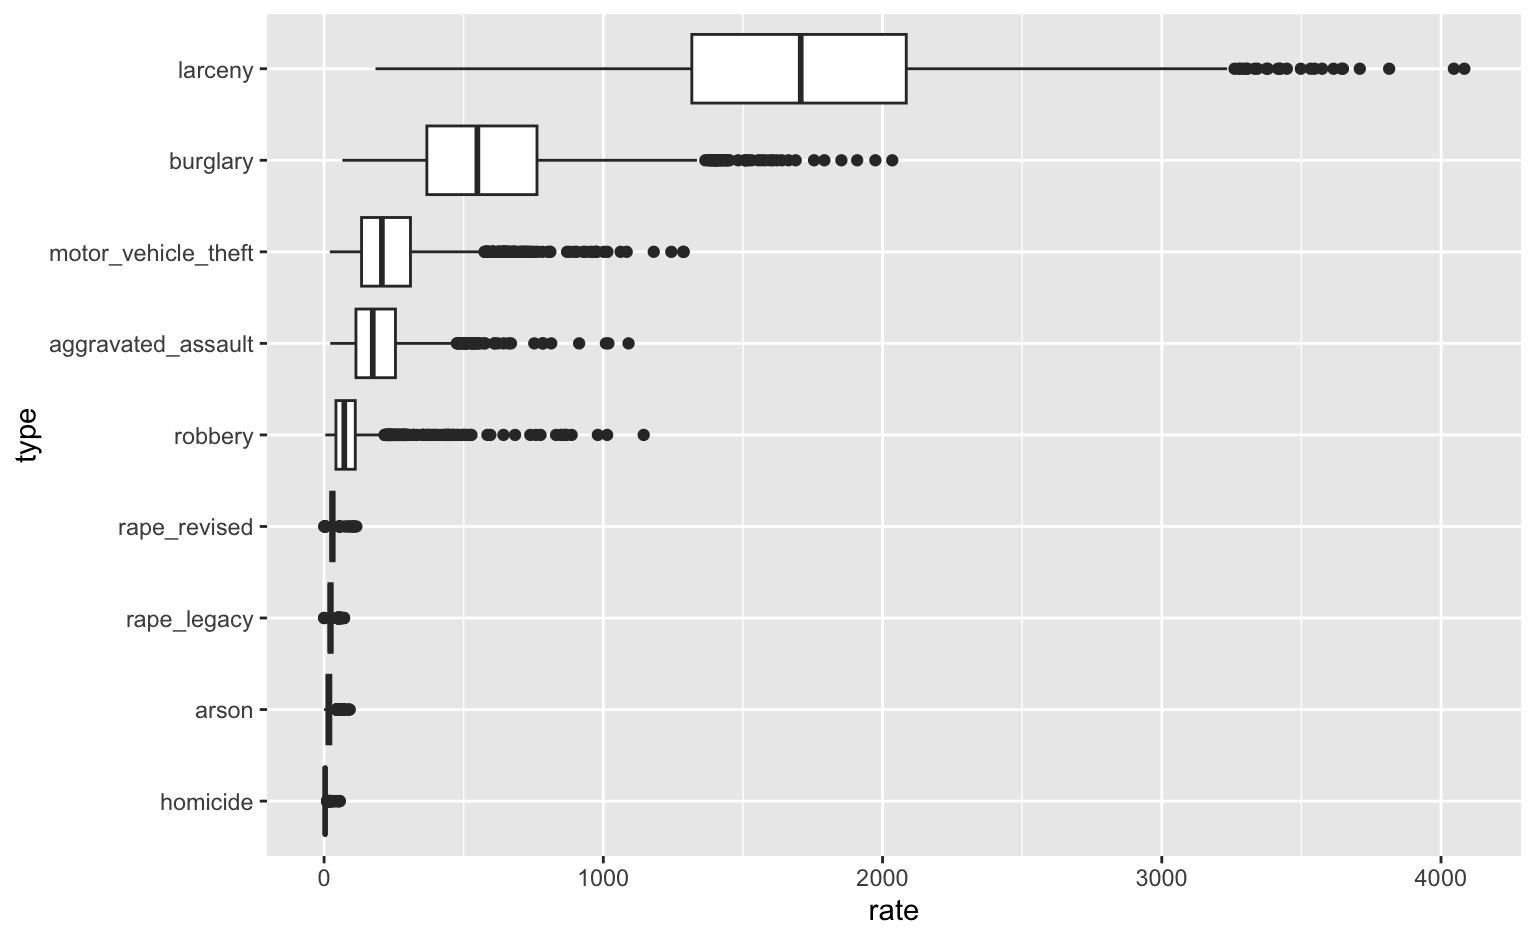 larceny
burglary
motor_vehicle_theft
aggravated_assault
robbery
rape_revised
rape_legacy
arson
homicide
type
0 1000 2000 3000 4000
rate